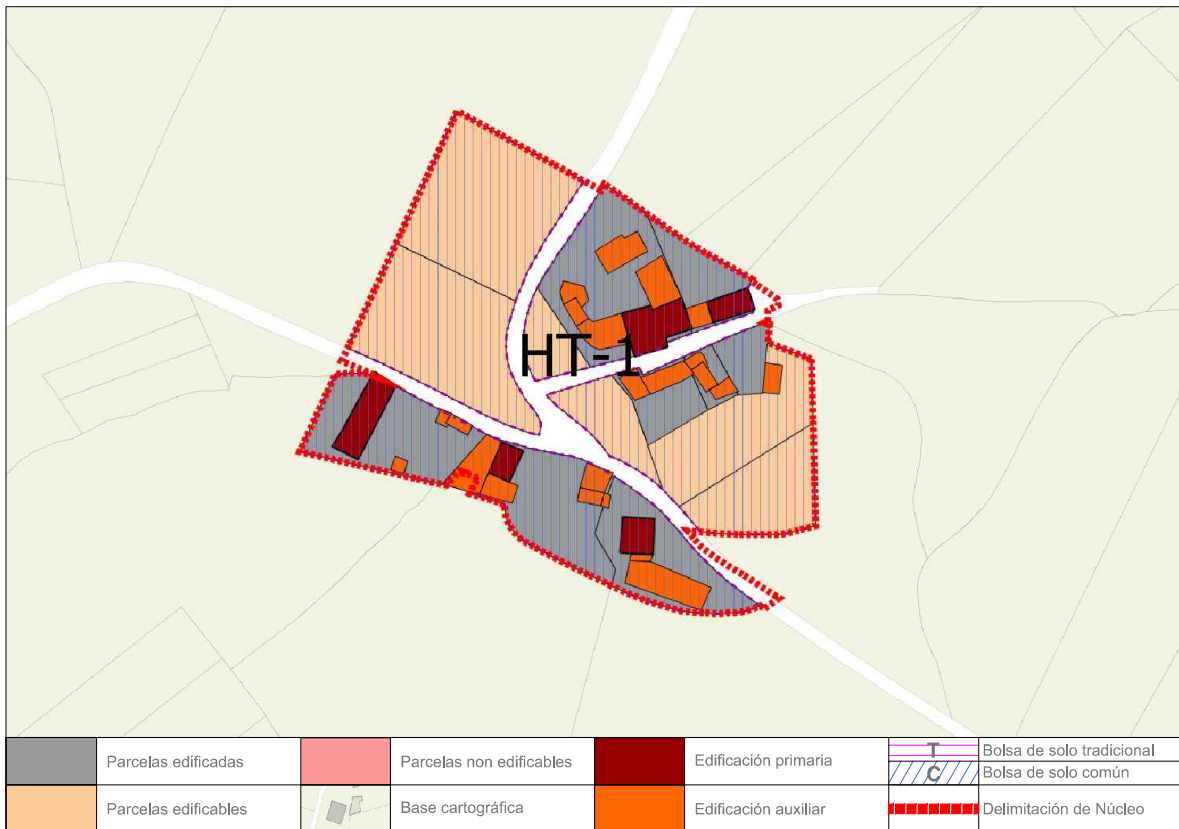 HT-1
Parcelas edificadas
Parcelas non edificables
Edificación primaria
T
Bolsa de solo tradicional
C
Bolsa de solo común
Parcelas edificables
Base cartográfica
Edificación auxiliar
Delimitación de Núcleo